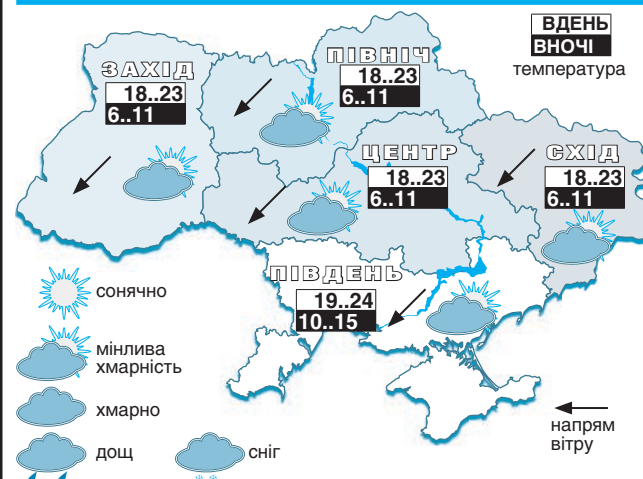 ВДЕНЬ
ВНОЧІ
температура
ЗАХІД
18..23
6..11
ПІВНІЧ
18..23
6..11
ЦЕНТР
18..23
6..11
СХІД
18..23
6..11
ПІВДЕНЬ
19..24
10..15
сонячно
мінлива
хмарність
хмарно
дощ
сніг
напрям
вітру